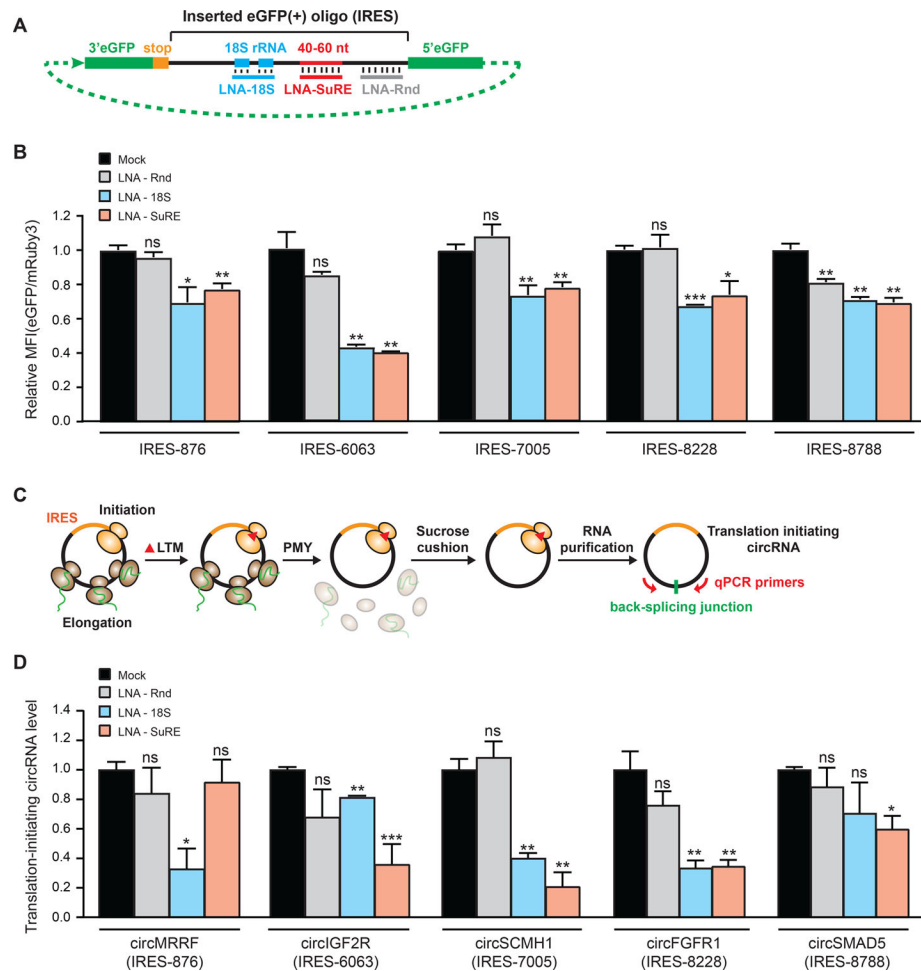 A
Inserted eGFP(+) oligo (IRES)
3'eGFP stop 18S rRNA 40-60 nt 5'eGFP
LNA-18S LNA-SuRE LNA-Rnd
B
Mock
LNA - Rnd
LNA - 18S
LNA - SuRE
Relative MFI(eGFP/mRuby3)
1.2
1.0
0.8
0.6
0.4
0.2
0.0
ns * **
ns ** **
ns ** **
ns *** *
** ** **
IRES-876 IRES-6063 IRES-7005 IRES-8228 IRES-8788
C
IRES Initiation
Elongation
LTM
PMY
Sucrose
cushion
RNA
purification
Translation initiating
circRNA
qPCR primers
back-splicing junction
D
Mock
LNA - Rnd
LNA - 18S
LNA - SuRE
Translation-initiating circRNA level
1.4
1.2
1.0
0.8
0.6
0.4
0.2
0.0
ns * ns
ns ** ***
ns ** **
ns ** **
ns ns *
circMRRF circIGF2R circSCMH1 circFGFR1 circSMAD5
(IRES-876) (IRES-6063) (IRES-7005) (IRES-8228) (IRES-8788)